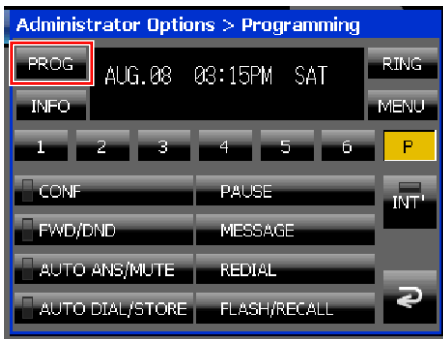 Administrator Options > Programming
PROG
AUG.08 03:15PM SAT
RING
INFO
MENU
1 2 3 4 5 6 P
CONF PAUSE
INT'
FWD/DND MESSAGE
AUTO ANS/MUTE REDIAL
AUTO DIAL/STORE FLASH/RECALL